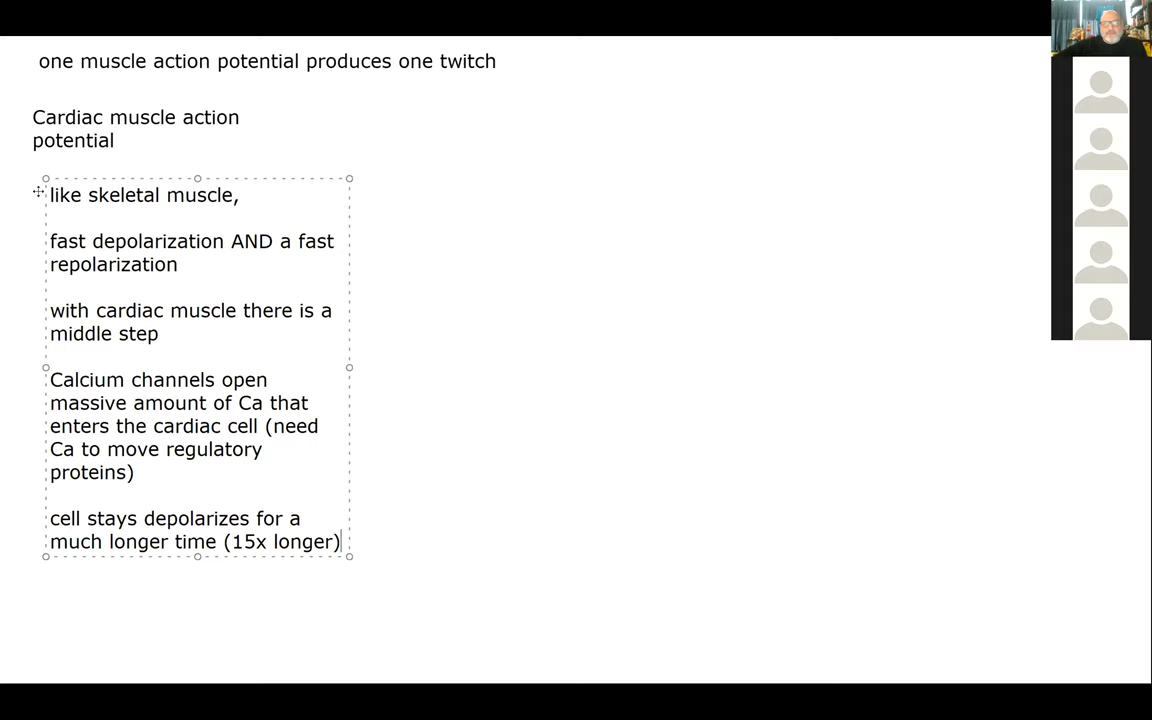 one muscle action potential produces one twitch
Cardiac muscle action
potential
like skeletal muscle,
fast depolarization AND a fast
repolarization
with cardiac muscle there is a
middle step
Calcium channels open
massive amount of Ca that
enters the cardiac cell (need
Ca to move regulatory
proteins)
cell stays depolarizes for a
much longer time (15x longer)